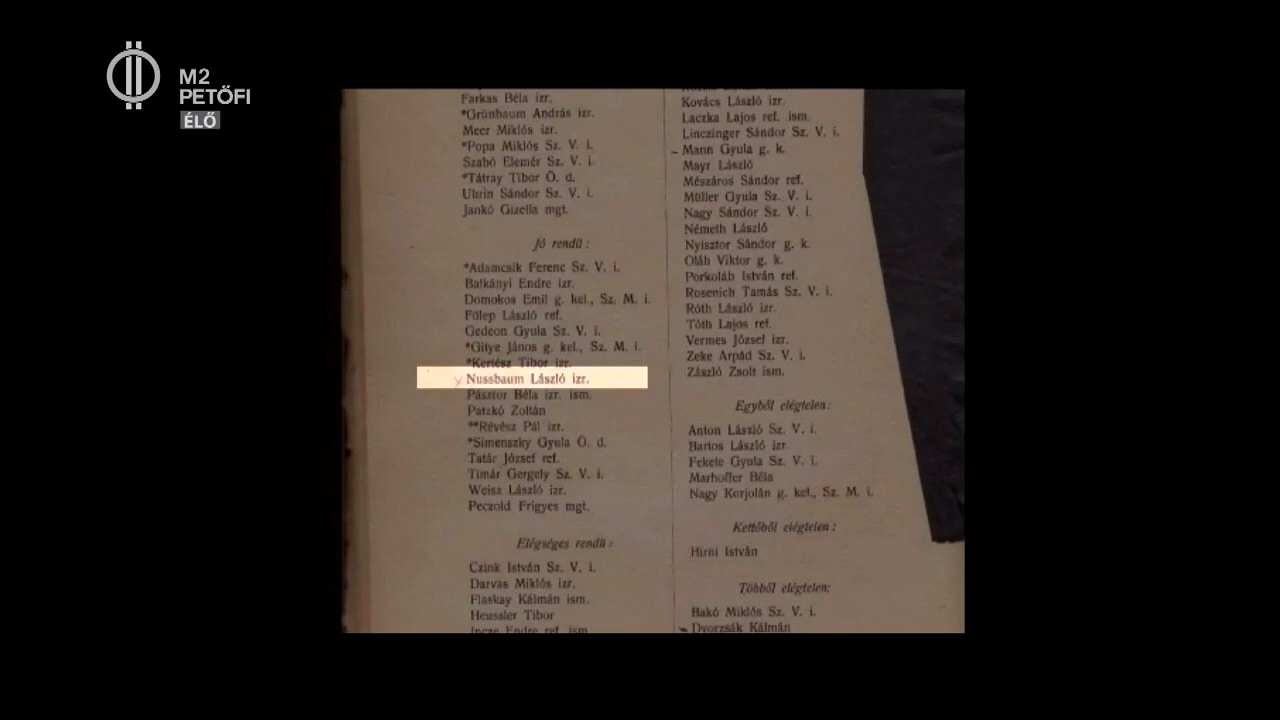 M2
PETŐFI
ÉLŐ
Farkas Béla izr.
*Grünbaum András izr.
Meer Miklós izr.
*Popa Miklós Sz. V. i.
Szabó Elemér Sz. V. i.
*Tátray Tibor Ö. d.
Uhrin Sándor Sz. V. i.
Jankó Gizella mgt.
Jó rendű:
*Adamcsik Ferenc Sz. V. i.
Balkányi Endre izr.
Domokos Emil g. kel., Sz. M. i.
Fülep László ref.
Gedeon Gyula Sz. V. i.
*Gitye János g. kel., Sz. M. i.
*Kertész Tibor izr.
Nussbaum László izr.
Pásztor Béla izr. ism.
Patzkó Zoltán
**Révész Pál izr.
*Simenszky Gyula Ö. d.
Tatár József ref.
Timár Gergely Sz. V. i.
Weisz László izr.
Peczold Frigyes mgt.
Elégséges rendű:
Czink István Sz. V. i.
Darvas Miklós izr.
Flaskay Kálmán ism.
Heussler Tibor
Incze Endre ref. ism.
Kovács László izr.
Laczka Lajos ref. ism.
Linczinger Sándor Sz. V. i.
Mann Gyula g. k.
Mayr László
Mészáros Sándor ref.
Müller Gyula Sz. V. i.
Nagy Sándor Sz. V. i.
Németh László
Nyisztor Sándor g. k.
Oláh Viktor g. k.
Porkoláb István ref.
Rosenich Tamás Sz. V. i.
Róth László izr.
Tóth Lajos ref.
Vermes József izr.
Zeke Árpád Sz. V. i.
Zászló Zsolt ism.
Egyből elégtelen:
Anton László Sz. V. i.
Bartos László izr.
Fekete Gyula Sz. V. i.
Marhoffer Béla
Nagy Korjolán g. kel., Sz. M. i.
Kettőből elégtelen:
Hirni István
Többől elégtelen:
Bakó Miklós Sz. V. i.
Dvorzsák Kálmán